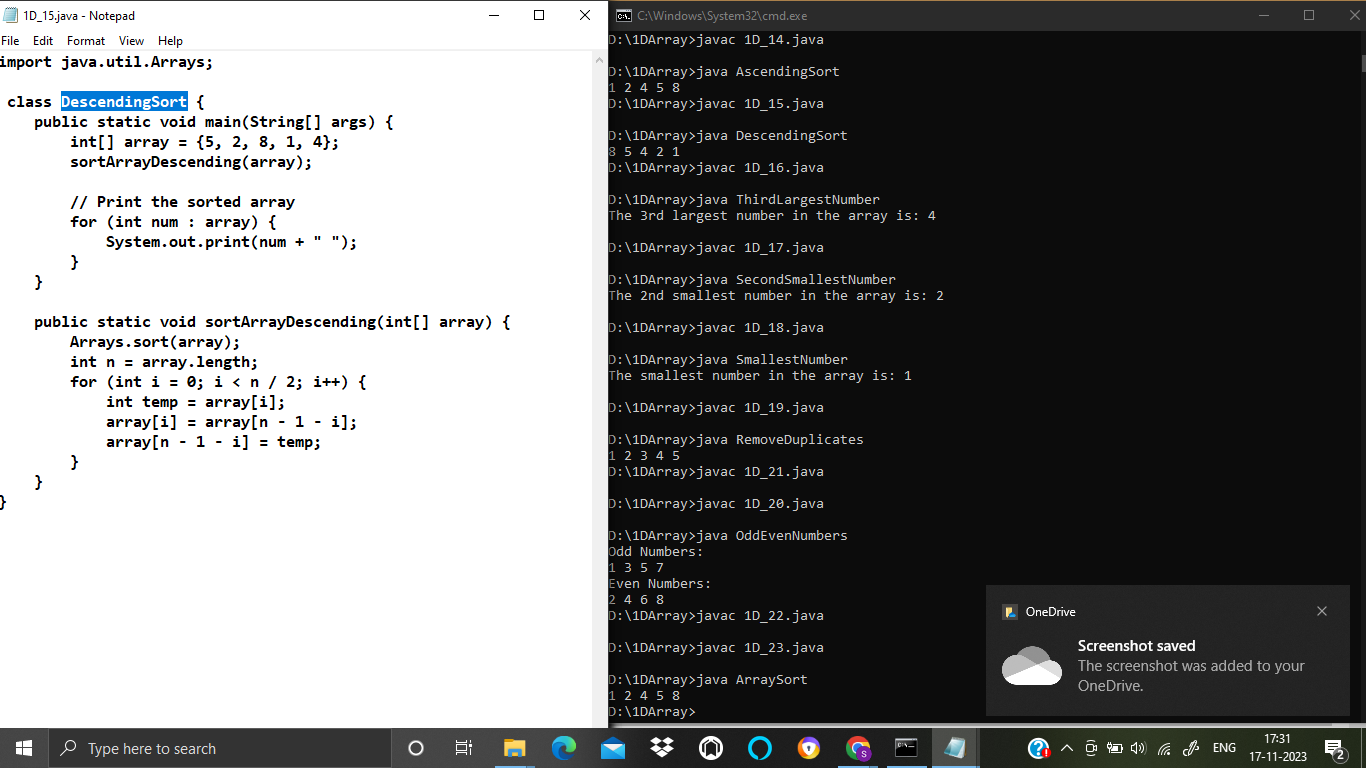 1D_15.java - Notepad
File Edit Format View Help
import java.util.Arrays;
class DescendingSort {
public static void main(String[] args) {
int[] array = {5, 2, 8, 1, 4};
sortArrayDescending(array);
// Print the sorted array
for (int num : array) {
System.out.print(num + " ");
}
}
public static void sortArrayDescending(int[] array) {
Arrays.sort(array);
int n = array.length;
for (int i = 0; i < n / 2; i++) {
int temp = array[i];
array[i] = array[n - 1 - i];
array[n - 1 - i] = temp;
}
}
}
C:\Windows\System32\cmd.exe
D:\1DArray>javac 1D_14.java
D:\1DArray>java AscendingSort
1 2 4 5 8
D:\1DArray>javac 1D_15.java
D:\1DArray>java DescendingSort
8 5 4 2 1
D:\1DArray>javac 1D_16.java
D:\1DArray>java ThirdLargestNumber
The 3rd largest number in the array is: 4
D:\1DArray>javac 1D_17.java
D:\1DArray>java SecondSmallestNumber
The 2nd smallest number in the array is: 2
D:\1DArray>javac 1D_18.java
D:\1DArray>java SmallestNumber
The smallest number in the array is: 1
D:\1DArray>javac 1D_19.java
D:\1DArray>java RemoveDuplicates
1 2 3 4 5
D:\1DArray>javac 1D_21.java
D:\1DArray>javac 1D_20.java
D:\1DArray>java OddEvenNumbers
Odd Numbers:
1 3 5 7
Even Numbers:
2 4 6 8
D:\1DArray>javac 1D_22.java
D:\1DArray>javac 1D_23.java
D:\1DArray>java ArraySort
1 2 4 5 8
D:\1DArray>
OneDrive
Screenshot saved
The screenshot was added to your
OneDrive.
Type here to search
S
ENG
17:31
17-11-2023
2